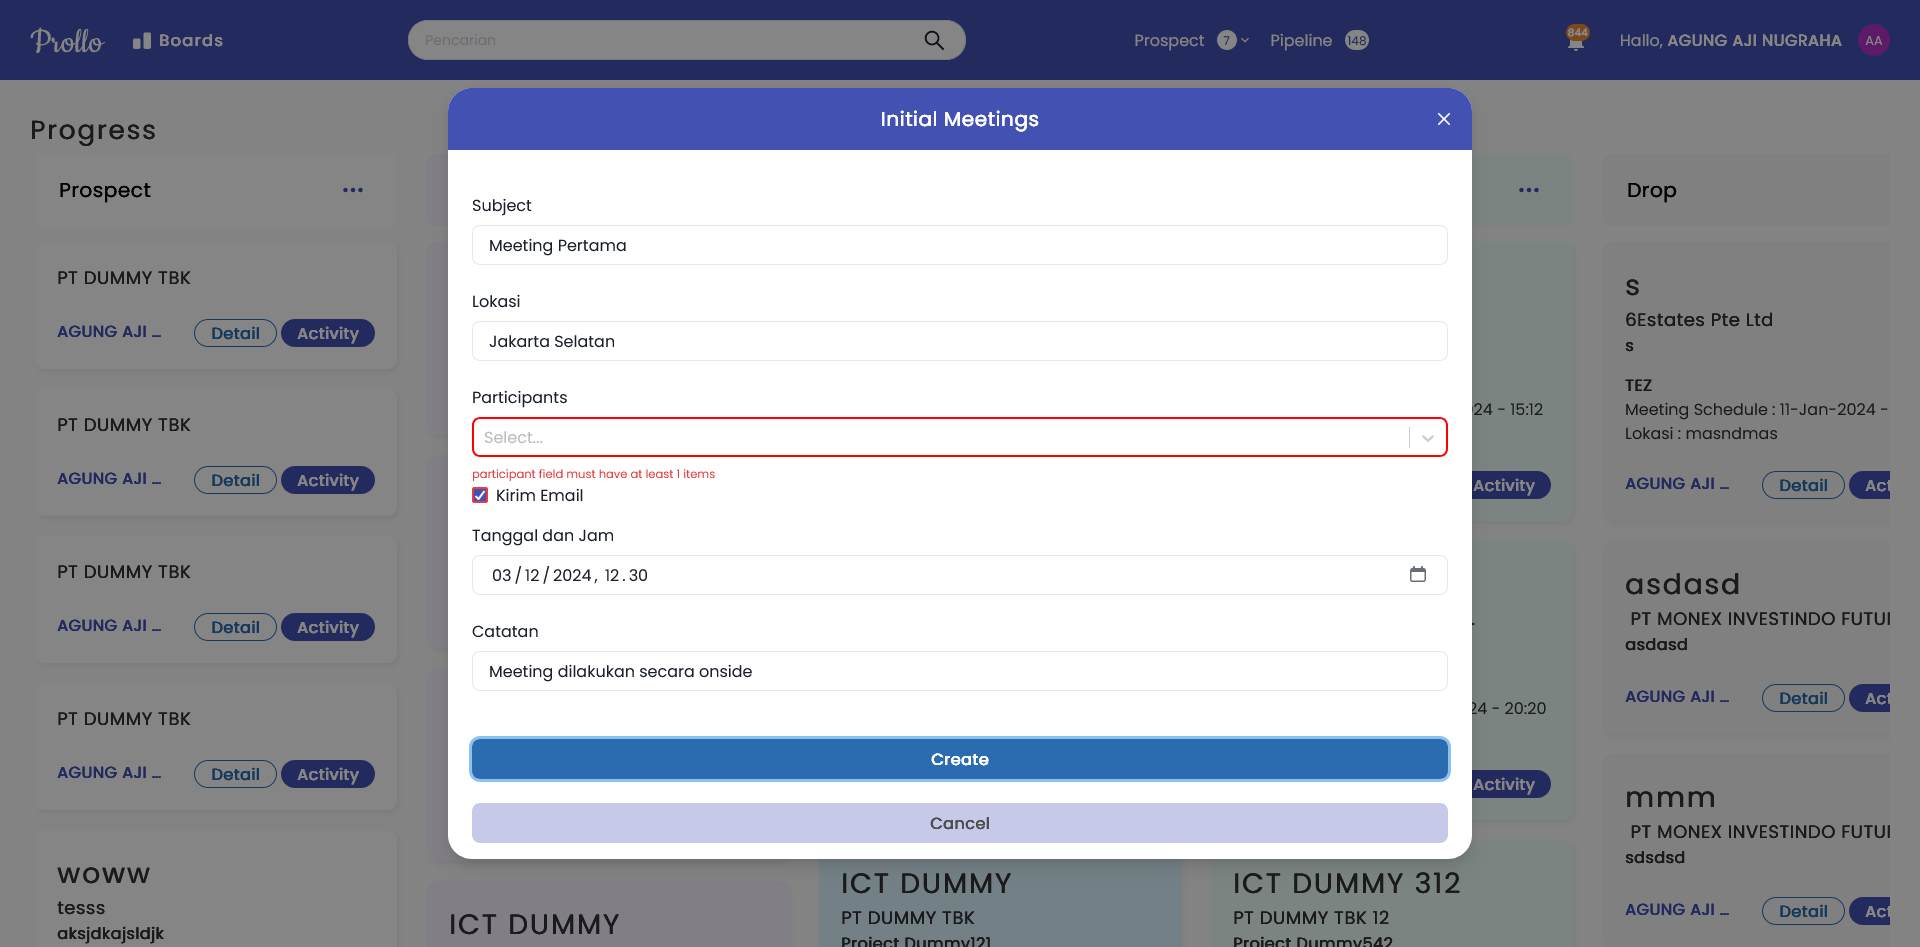 Prollo
Boards
Pencarian
Prospect 7
Pipeline 148
844
Hallo, AGUNG AJI NUGRAHA
AA
Progress
Prospect
PT DUMMY TBK
AGUNG AJI ...
Detail
Activity
PT DUMMY TBK
AGUNG AJI ...
Detail
Activity
PT DUMMY TBK
AGUNG AJI ...
Detail
Activity
PT DUMMY TBK
AGUNG AJI ...
Detail
Activity
woww
tesss
aksjdkajsldjk
Initial Meetings
Subject
Meeting Pertama
Lokasi
Jakarta Selatan
Participants
Select...
participant field must have at least 1 items
Kirim Email
Tanggal dan Jam
03/12/2024, 12.30
Catatan
Meeting dilakukan secara onside
Create
Cancel
ICT DUMMY
ICT DUMMY
PT DUMMY TBK
Project Dummy121
24 - 15:12
Activity
24 - 20:20
Activity
ICT DUMMY 312
PT DUMMY TBK 12
Project Dummy542
Drop
s
6Estates Pte Ltd
s
TEZ
Meeting Schedule : 11-Jan-2024 -
Lokasi : masndmas
AGUNG AJI ...
Detail
Act
asdasd
PT MONEX INVESTINDO FUTU
asdasd
AGUNG AJI ...
Detail
Act
mmm
PT MONEX INVESTINDO FUTU
sdsdsd
AGUNG AJI ...
Detail
Act